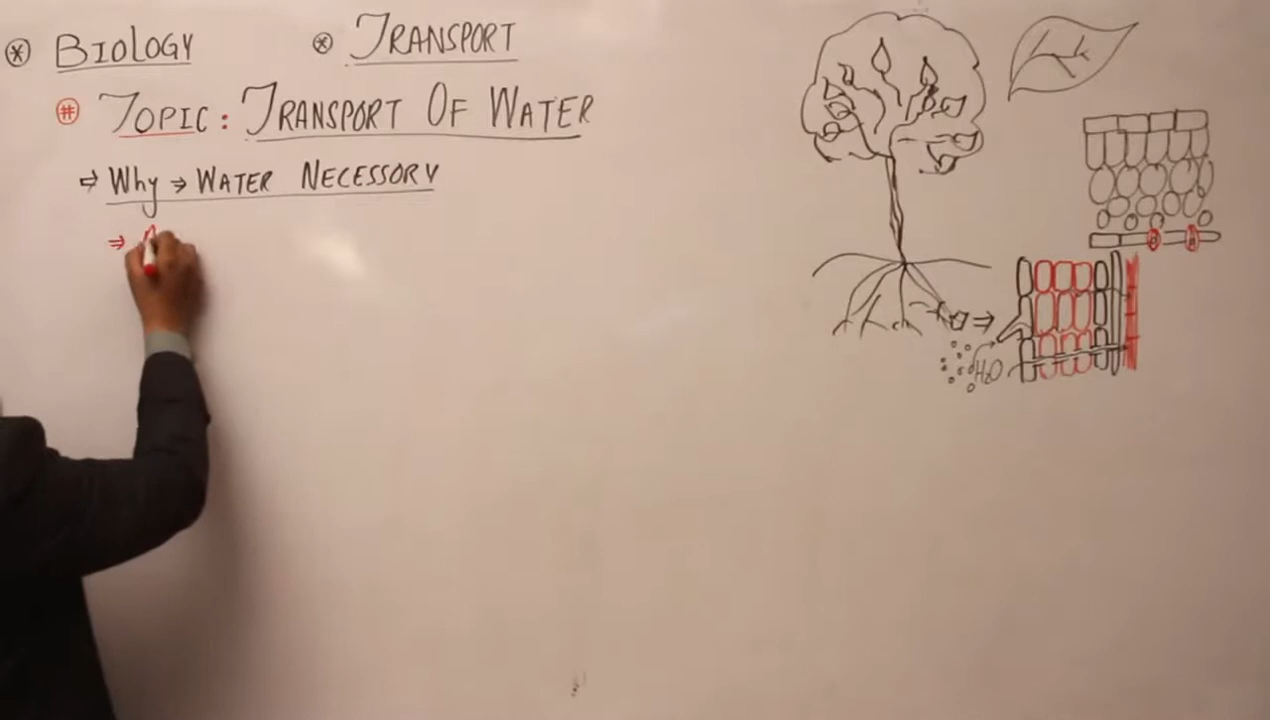 ⊛ BIOLOGY ⊛ TRANSPORT
# TOPIC: TRANSPORT OF WATER
⇨ Why → WATER NECESSORY
⇒
H2O